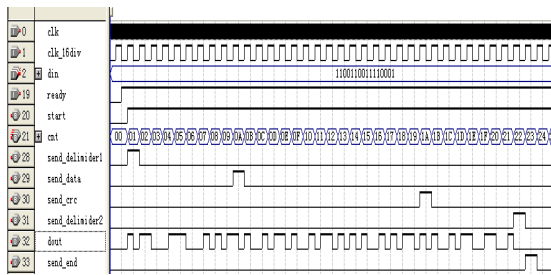 0 clk
1 clk_16div
2 din 1100110011110001
19 ready
20 start
21 cnt 00 01 02 03 04 05 06 07 08 09 0A 0B 0C 0D 0E 0F 10 11 12 13 14 15 16 17 18 19 1A 1B 1C 1D 1E 1F 20 21 22 23 24
28 send_delimider1
29 send_data
30 send_crc
31 send_delimider2
32 dout
33 send_end